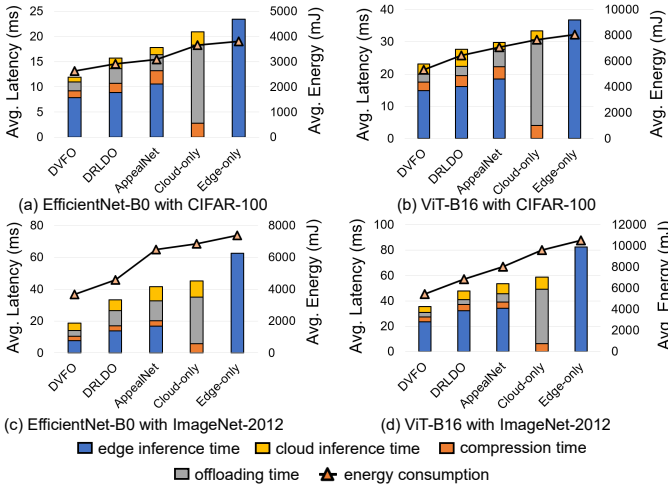 Avg. Latency (ms)
25
20
15
10
5
0
5000
4000
3000
2000
1000
0
Avg. Energy (mJ)
DVFO
DRLDO
AppealNet
Cloud-only
Edge-only
(a) EfficientNet-B0 with CIFAR-100
Avg. Latency (ms)
40
30
20
10
0
10000
8000
6000
4000
2000
0
Avg. Energy (mJ)
DVFO
DRLDO
AppealNet
Cloud-only
Edge-only
(b) ViT-B16 with CIFAR-100
Avg. Latency (ms)
80
60
40
20
0
8000
6000
4000
2000
0
Avg. Energy (mJ)
DVFO
DRLDO
AppealNet
Cloud-only
Edge-only
(c) EfficientNet-B0 with ImageNet-2012
Avg. Latency (ms)
100
80
60
40
20
0
12000
10000
8000
6000
4000
2000
0
Avg. Energy (mJ)
DVFO
DRLDO
AppealNet
Cloud-only
Edge-only
(d) ViT-B16 with ImageNet-2012
edge inference time
cloud inference time
compression time
offloading time
energy consumption